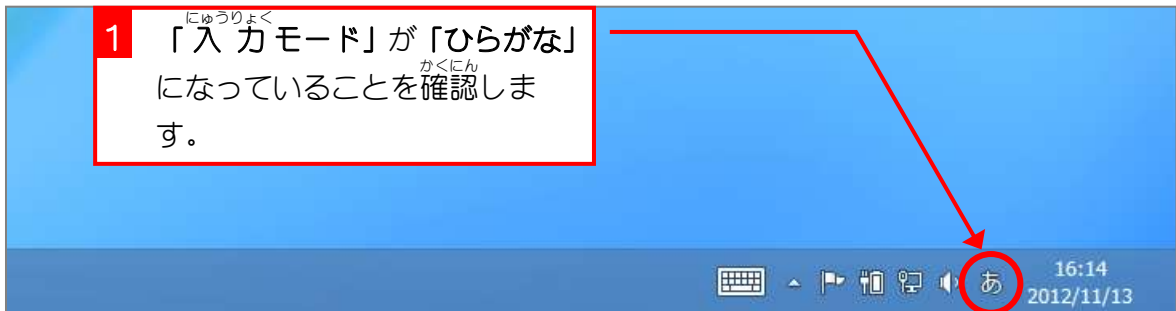 1
にゅうりょく
「入力モード」が「ひらがな」
かくにん
になっていることを確認しま
す。
あ
16:14
2012/11/13